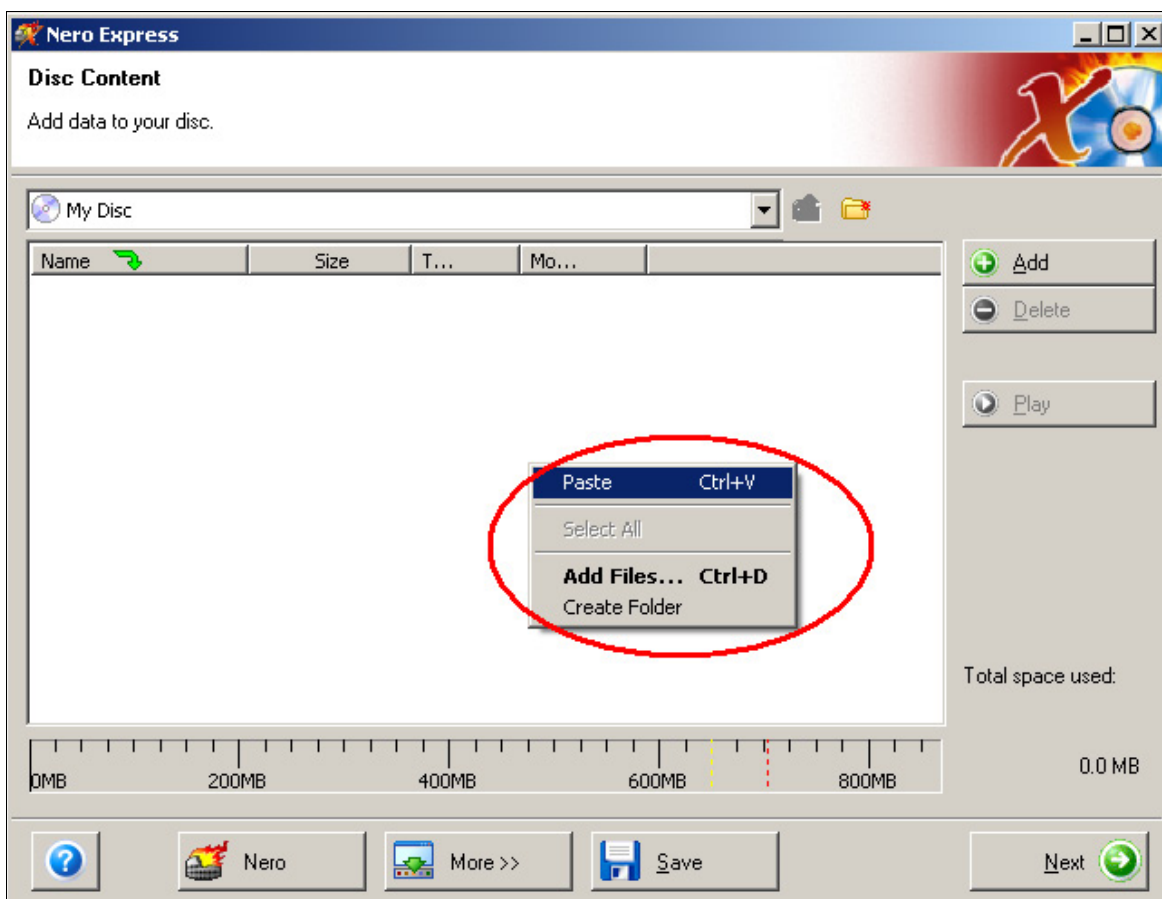 Nero Express
Disc Content
Add data to your disc.
My Disc
Name Size T... Mo...
Add
Delete
Play
Paste Ctrl+V
Select All
Add Files... Ctrl+D
Create Folder
Total space used:
0MB 200MB 400MB 600MB 800MB
0.0 MB
Nero More >> Save Next